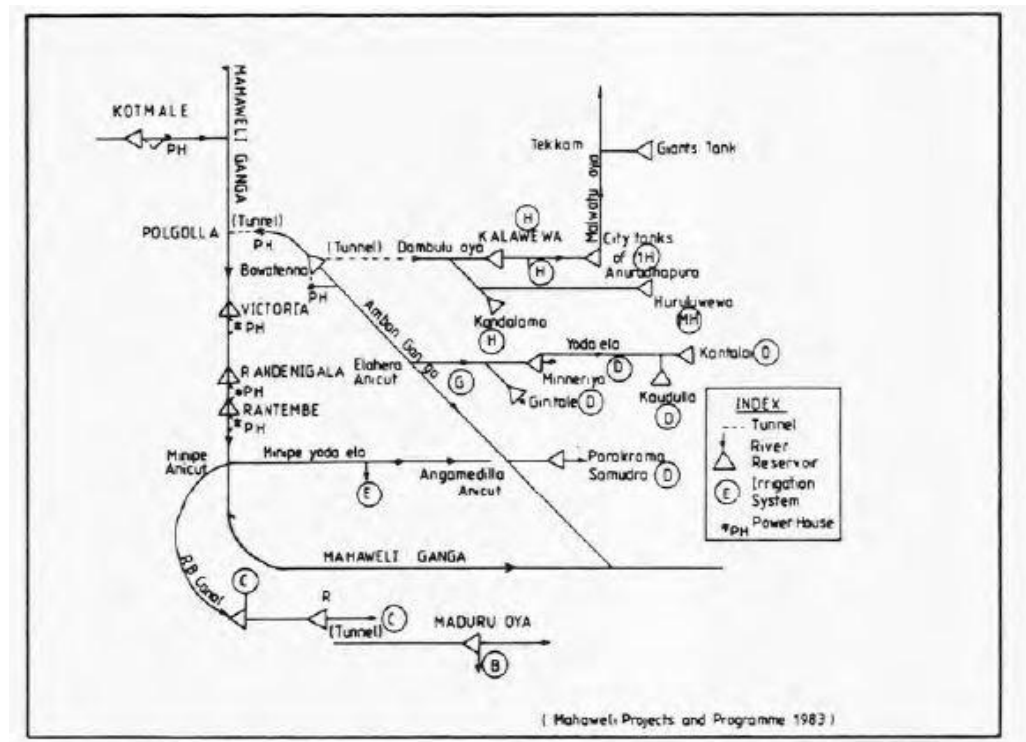 KOTMALE
PH
MAHAWELI GANGA
POLGOLLA
(Tunnel)
PH
Bowatenna
PH
(Tunnel)
Dambulu oya
KALAWEWA
H
H
Tekkam
Giants Tank
Malwatu oya
City tanks
of
Anuradhapura
1H
Huruluwewa
MH
Kandalama
H
VICTORIA
*PH
RANDENIGALA
*PH
RANTEMBE
*PH
Amban Ganga
Elahera
Anicut
G
Minneriya
Yoda ela
D
Giritale
D
Kaudulla
D
Kantalai
D
Minipe
Anicut
Minipe yoda ela
E
Angamedilla
Anicut
Parakrama
Samudra
D
MAHAWELI GANGA
RB Canal
C
R
C
(Tunnel)
MADURU OYA
B
INDEX
Tunnel
River
Reservoir
E
Irrigation
System
*PH
Power House
( Mahaweli Projects and Programme 1983 )